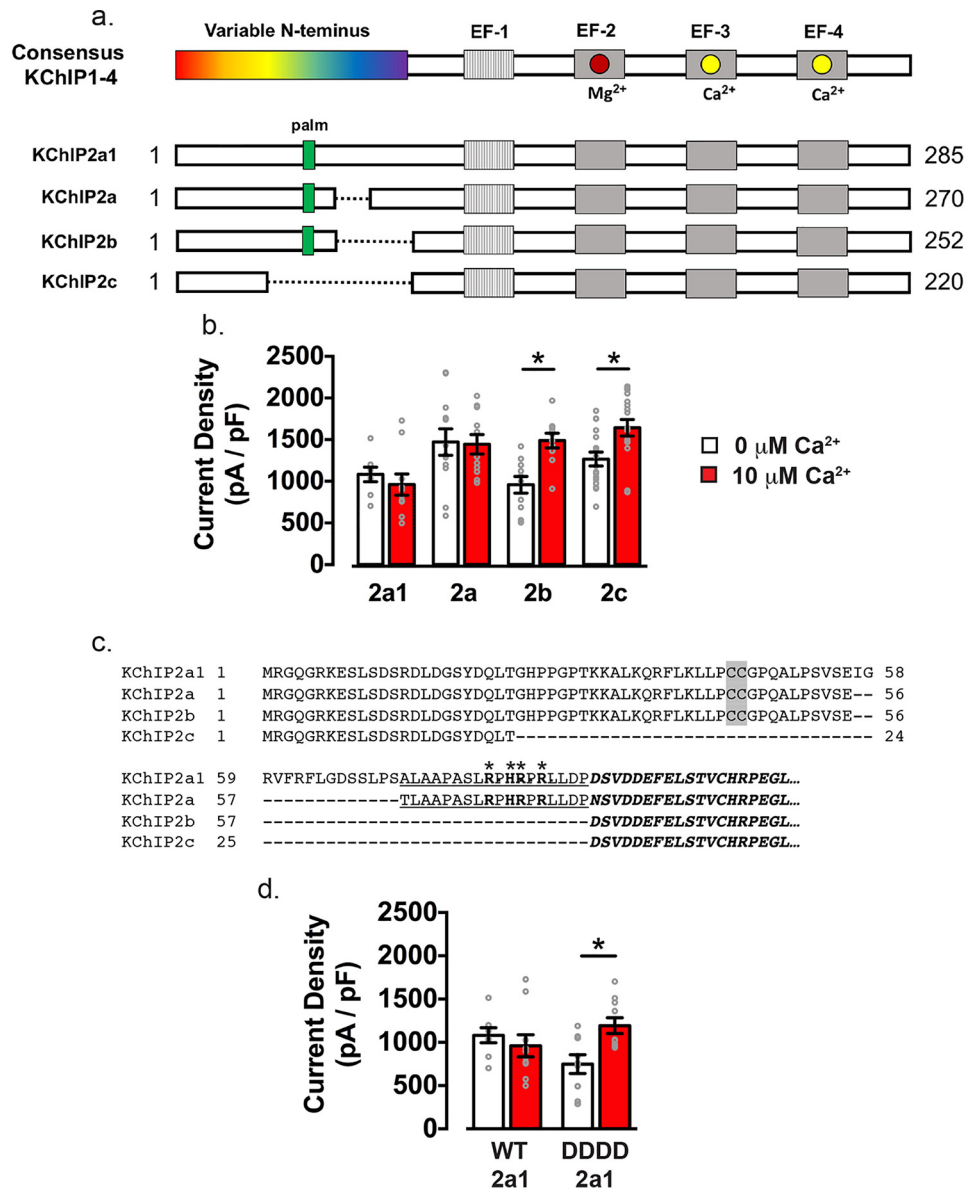 a.
Variable N-teminus EF-1 EF-2 EF-3 EF-4
Consensus
KChIP1-4
Mg2+ Ca2+ Ca2+
palm
KChIP2a1 1 285
KChIP2a 1 270
KChIP2b 1 252
KChIP2c 1 220
b.
Current Density
(pA / pF)
2500
2000
1500
1000
500
0
* *
2a1 2a 2b 2c
0 μM Ca2+
10 μM Ca2+
c.
KChIP2a1 1 MRGQGRKESLSDSRDLDGSYDQLTGHPPGPTKKALKQRFLKLLPCCGPQALPSVSEIG 58
KChIP2a 1 MRGQGRKESLSDSRDLDGSYDQLTGHPPGPTKKALKQRFLKLLPCCGPQALPSVSE-- 56
KChIP2b 1 MRGQGRKESLSDSRDLDGSYDQLTGHPPGPTKKALKQRFLKLLPCCGPQALPSVSE-- 56
KChIP2c 1 MRGQGRKESLSDSRDLDGSYDQLT---------------------------------- 24
* ** *
KChIP2a1 59 RVFRFLGDSSLPSALAAPASLRPHRPRLLDPDSVDDEFELSTVCHRPEGL…
KChIP2a 57 -------------TLAAPASLRPHRPRLLDPNSVDDEFELSTVCHRPEGL…
KChIP2b 57 -------------------------------DSVDDEFELSTVCHRPEGL…
KChIP2c 25 -------------------------------DSVDDEFELSTVCHRPEGL…
d.
Current Density
(pA / pF)
2500
2000
1500
1000
500
0
*
WT DDDD
2a1 2a1